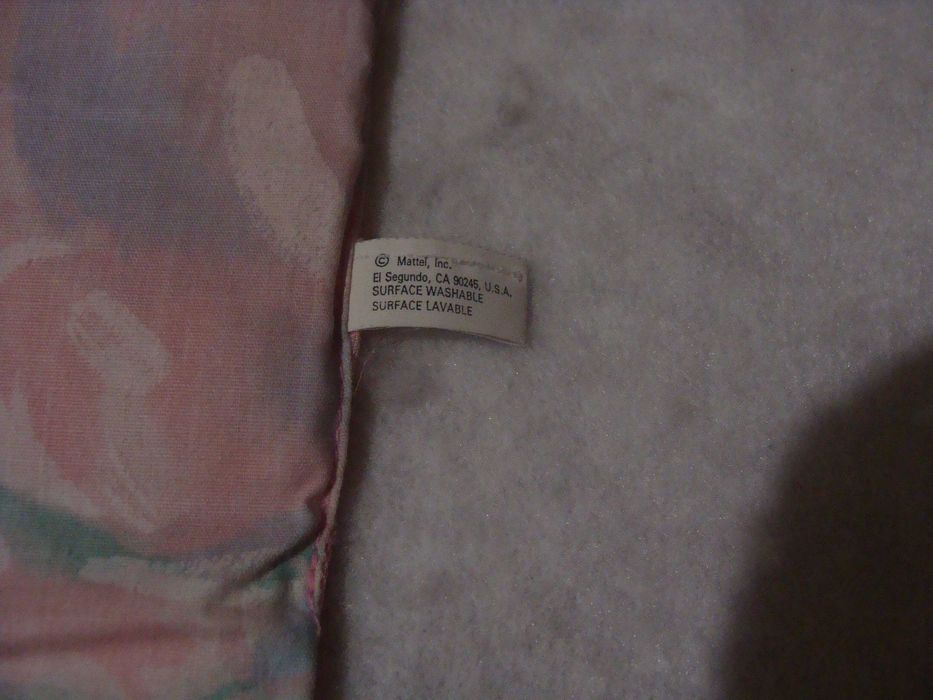 © Mattel, Inc.
El Segundo, CA 90245, U.S.A.
SURFACE WASHABLE
SURFACE LAVABLE